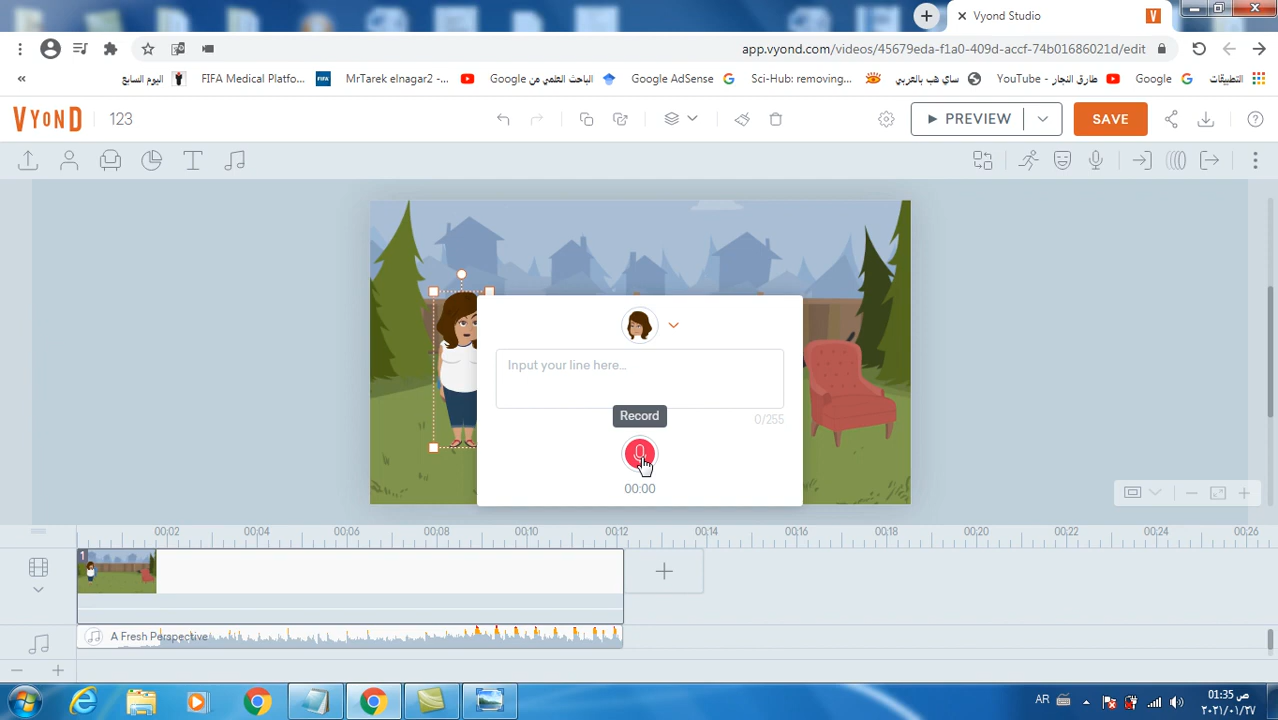 Vyond Studio
app.vyond.com/videos/45679eda-f1a0-409d-accf-74b01686021d/edit
« اليوم السابع FIFA Medical Platfo... MrTarek elnagar2 - ... الباحث العلمي من Google Google AdSense Sci-Hub: removing... ساي هب بالعربي طارق النجار - YouTube Google التطبيقات
VYOND 123 PREVIEW SAVE
Input your line here...
Record
0/255
00:00
00:02 00:04 00:06 00:08 00:10 00:12 00:14 00:16 00:18 00:20 00:22 00:24 00:26
1
A Fresh Perspective
AR
01:35 ص
٢٠٢١/٠١/٢٧